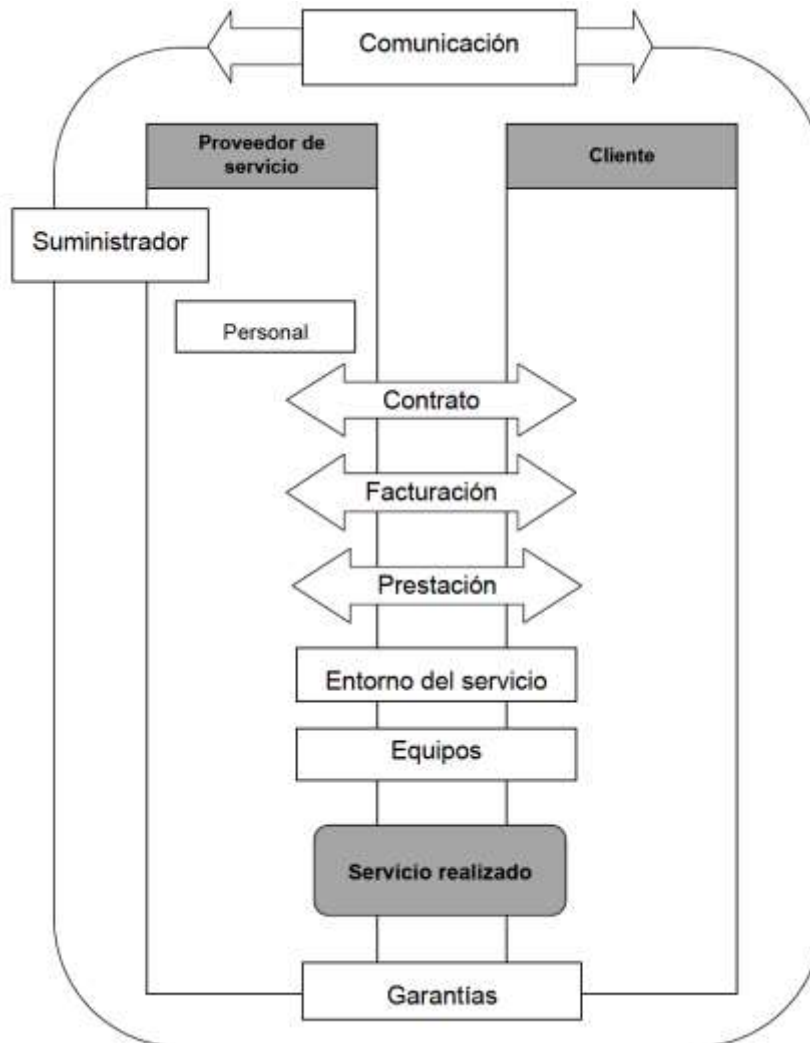 Comunicación
Proveedor de
servicio
Cliente
Suministrador
Personal
Contrato
Facturación
Prestación
Entorno del servicio
Equipos
Servicio realizado
Garantías